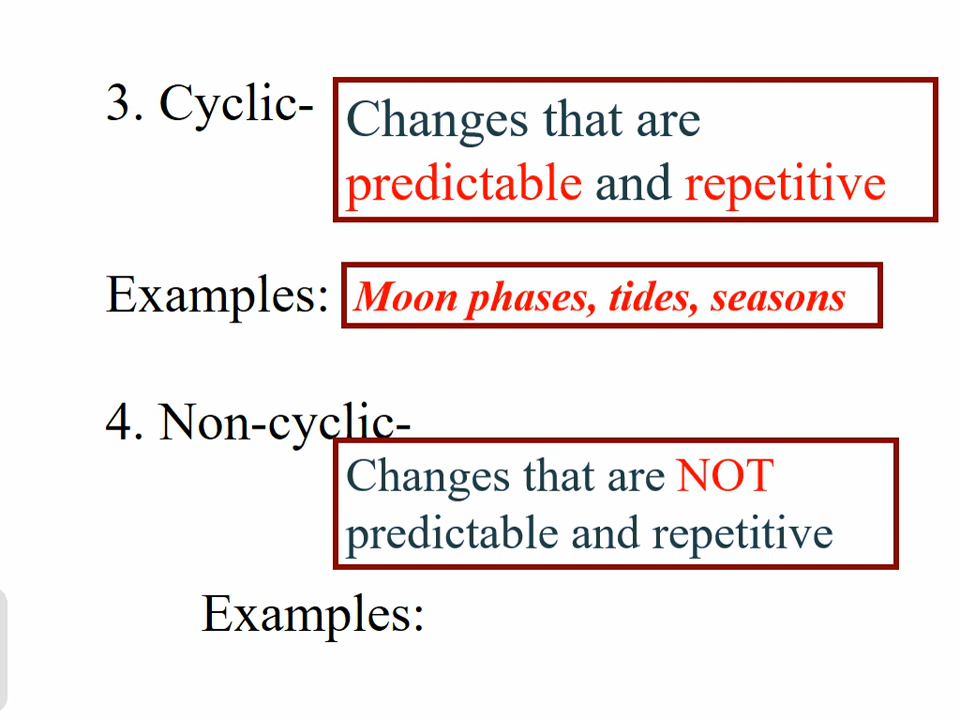 3. Cyclic-
Changes that are
predictable and repetitive
Examples:
Moon phases, tides, seasons
4. Non-cyclic-
Changes that are NOT
predictable and repetitive
Examples: